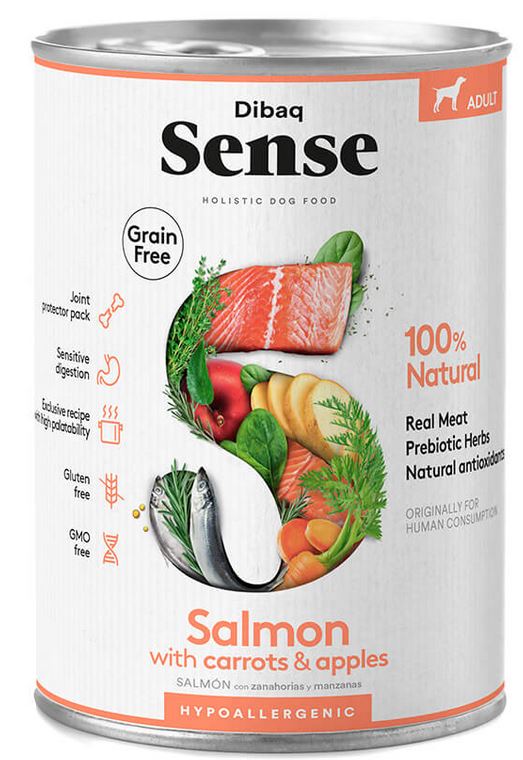 ADULT
Dibaq
Sense
HOLISTIC DOG FOOD
Grain
Free
Joint
protector pack
Sensitive
digestion
Exclusive recipe
with high palatability
Gluten
free
GMO
free
100%
Natural
Real Meat
Prebiotic Herbs
Natural antioxidants
ORIGINALLY FOR
HUMAN CONSUMPTION
Salmon
with carrots & apples
SALMÓN con zanahorias y manzanas
HYPOALLERGENIC